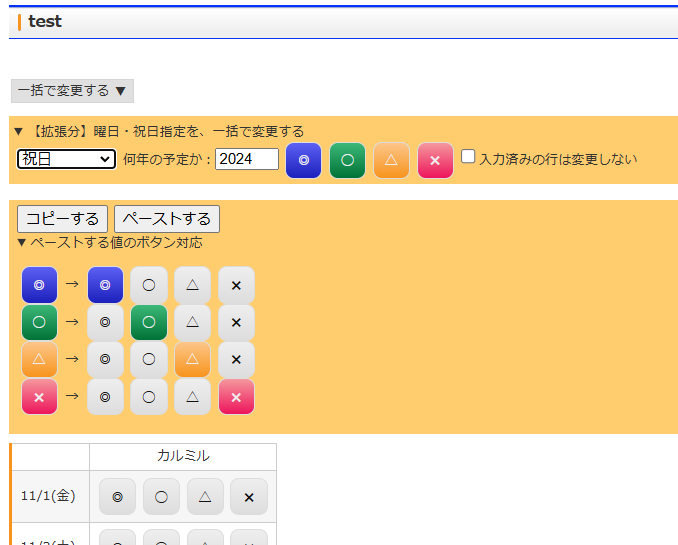 test
一括で変更する ▼
▼ 【拡張分】曜日・祝日指定を、一括で変更する
祝日 何年の予定か：2024 ◎ ○ △ × 入力済みの行は変更しない
コピーする ペーストする
▼ ペーストする値のボタン対応
◎ → ◎ ○ △ ×
○ → ◎ ○ △ ×
△ → ◎ ○ △ ×
× → ◎ ○ △ ×
カルミル
11/1(金) ◎ ○ △ ×